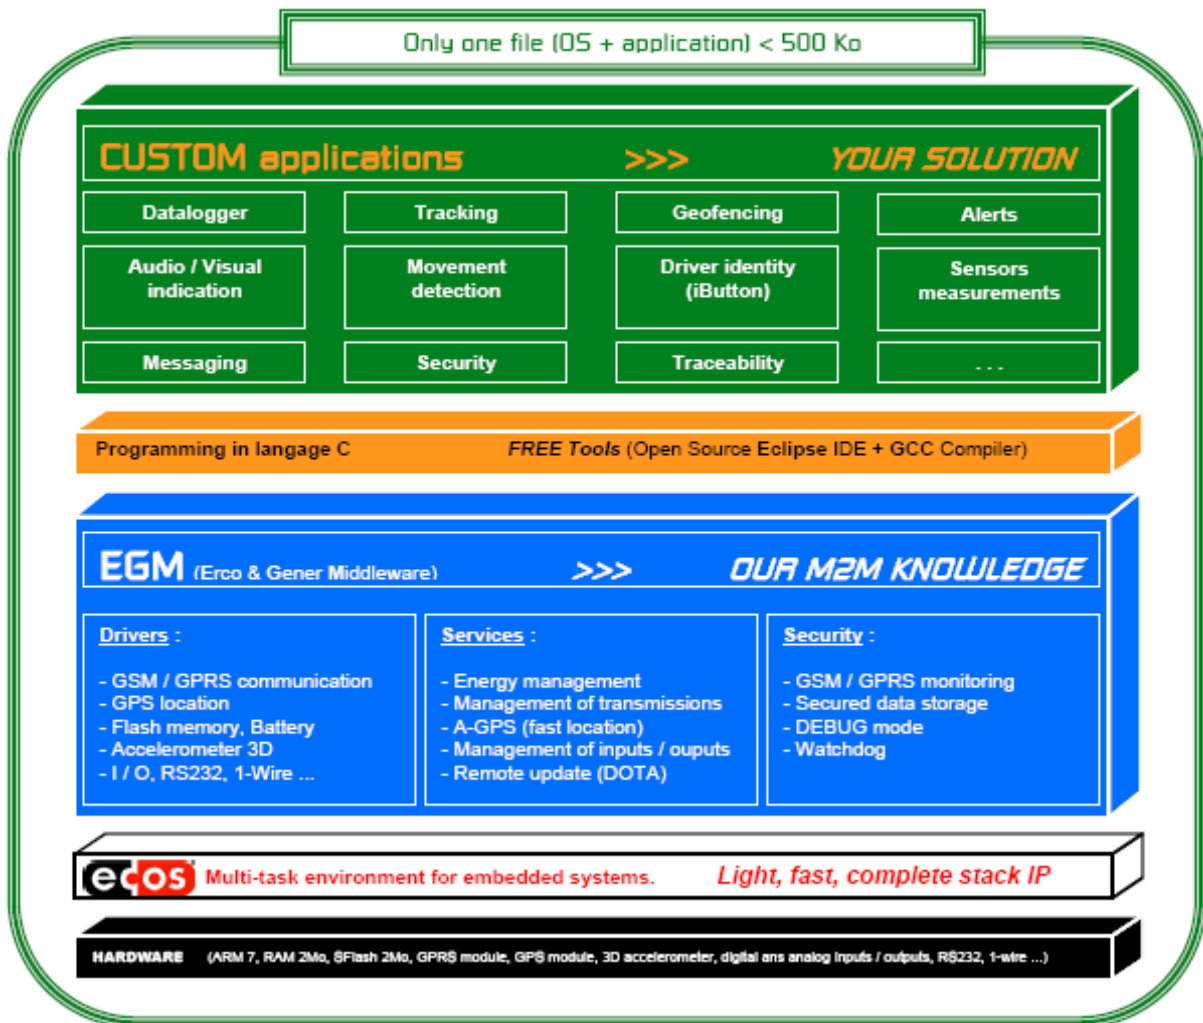 Only one file (OS + application) < 500 Ko
CUSTOM applications >>> YOUR SOLUTION
Datalogger Tracking Geofencing Alerts
Audio / Visual indication
Movement detection
Driver identity (iButton)
Sensors measurements
Messaging Security Traceability . . .
Programming in langage C FREE Tools (Open Source Eclipse IDE + GCC Compiler)
EGM (Erco & Gener Middleware) >>> OUR M2M KNOWLEDGE
Drivers :
- GSM / GPRS communication
- GPS location
- Flash memory, Battery
- Accelerometer 3D
- I / O, RS232, 1-Wire ...
Services :
- Energy management
- Management of transmissions
- A-GPS (fast location)
- Management of inputs / ouputs
- Remote update (DOTA)
Security :
- GSM / GPRS monitoring
- Secured data storage
- DEBUG mode
- Watchdog
ecos Multi-task environment for embedded systems. Light, fast, complete stack IP
HARDWARE (ARM 7, RAM 2Mo, SFlash 2Mo, GPRS module, GPS module, 3D accelerometer, digital ans analog inputs / outputs, RS232, 1-wire ...)